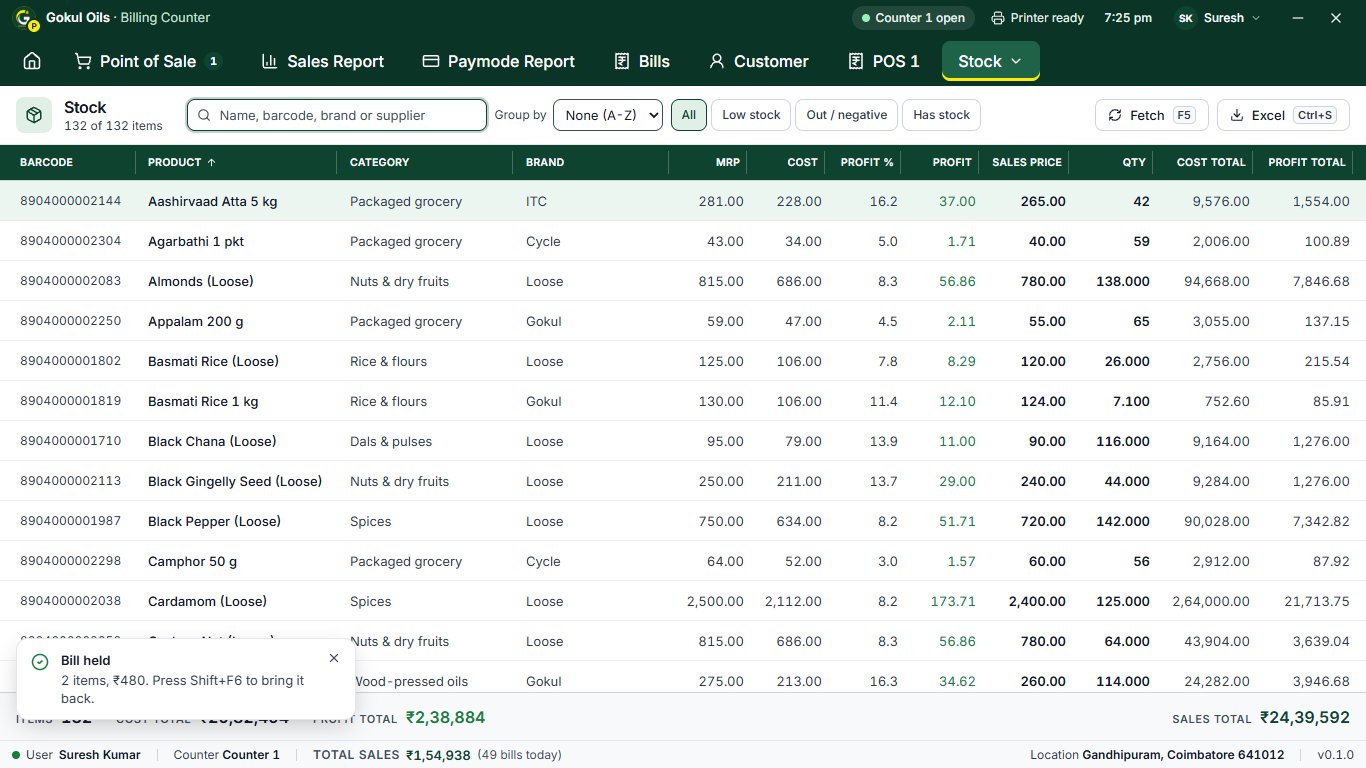 G P Gokul Oils · Billing Counter
Counter 1 open
Printer ready
7:25 pm
SK Suresh
Point of Sale 1
Sales Report
Paymode Report
Bills
Customer
POS 1
Stock
Stock
132 of 132 items
Name, barcode, brand or supplier
Group by
None (A-Z)
All
Low stock
Out / negative
Has stock
Fetch F5
Excel Ctrl+S
BARCODE PRODUCT ↑ CATEGORY BRAND MRP COST PROFIT % PROFIT SALES PRICE QTY COST TOTAL PROFIT TOTAL
8904000002144 Aashirvaad Atta 5 kg Packaged grocery ITC 281.00 228.00 16.2 37.00 265.00 42 9,576.00 1,554.00
8904000002304 Agarbathi 1 pkt Packaged grocery Cycle 43.00 34.00 5.0 1.71 40.00 59 2,006.00 100.89
8904000002083 Almonds (Loose) Nuts & dry fruits Loose 815.00 686.00 8.3 56.86 780.00 138.000 94,668.00 7,846.68
8904000002250 Appalam 200 g Packaged grocery Gokul 59.00 47.00 4.5 2.11 55.00 65 3,055.00 137.15
8904000001802 Basmati Rice (Loose) Rice & flours Loose 125.00 106.00 7.8 8.29 120.00 26.000 2,756.00 215.54
8904000001819 Basmati Rice 1 kg Rice & flours Gokul 130.00 106.00 11.4 12.10 124.00 7.100 752.60 85.91
8904000001710 Black Chana (Loose) Dals & pulses Loose 95.00 79.00 13.9 11.00 90.00 116.000 9,164.00 1,276.00
8904000002113 Black Gingelly Seed (Loose) Nuts & dry fruits Loose 250.00 211.00 13.7 29.00 240.00 44.000 9,284.00 1,276.00
8904000001987 Black Pepper (Loose) Spices Loose 750.00 634.00 8.2 51.71 720.00 142.000 90,028.00 7,342.82
8904000002298 Camphor 50 g Packaged grocery Cycle 64.00 52.00 3.0 1.57 60.00 56 2,912.00 87.92
8904000002038 Cardamom (Loose) Spices Loose 2,500.00 2,112.00 8.2 173.71 2,400.00 125.000 2,64,000.00 21,713.75
Nuts & dry fruits Loose 815.00 686.00 8.3 56.86 780.00 64.000 43,904.00 3,639.04
Wood-pressed oils Gokul 275.00 213.00 16.3 34.62 260.00 114.000 24,282.00 3,946.68
Bill held
2 items, ₹480. Press Shift+F6 to bring it
back.
ITEMS 132 COST TOTAL PROFIT TOTAL ₹2,38,884 SALES TOTAL ₹24,39,592
User Suresh Kumar Counter Counter 1 TOTAL SALES ₹1,54,938 (49 bills today) Location Gandhipuram, Coimbatore 641012 v0.1.0